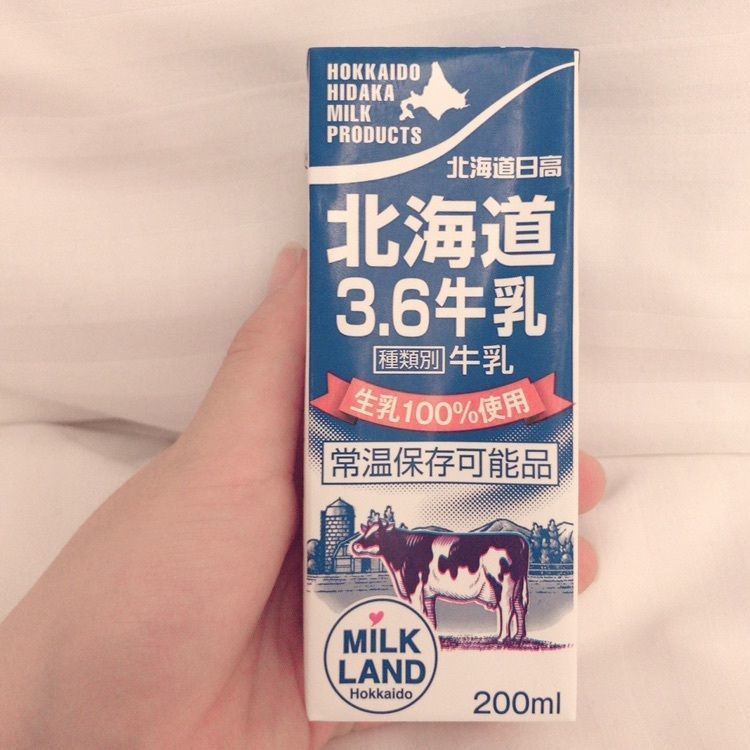 HOKKAIDO
HIDAKA
MILK
PRODUCTS
北海道日高
北海道
3.6牛乳
種類別 牛乳
生乳100%使用
常温保存可能品
MILK
LAND
Hokkaido
200ml